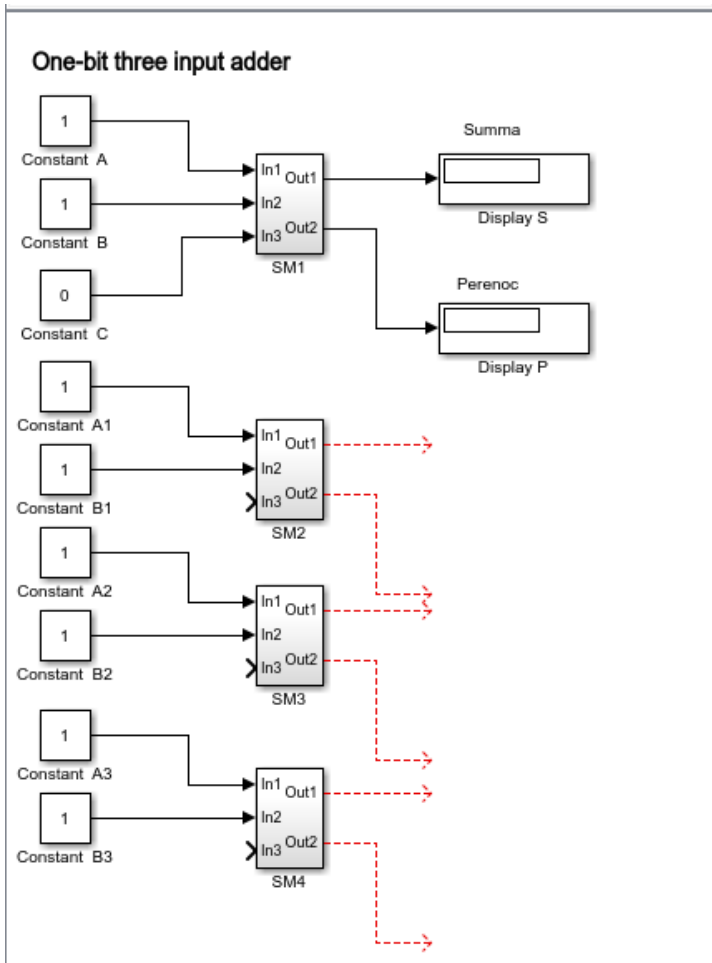 One-bit three input adder
1
Constant A
1
Constant B
0
Constant C
In1 Out1
In2
In3 Out2
SM1
Summa
Display S
Perenoc
Display P
1
Constant A1
1
Constant B1
In1 Out1
In2
In3 Out2
SM2
1
Constant A2
1
Constant B2
In1 Out1
In2
In3 Out2
SM3
1
Constant A3
1
Constant B3
In1 Out1
In2
In3 Out2
SM4